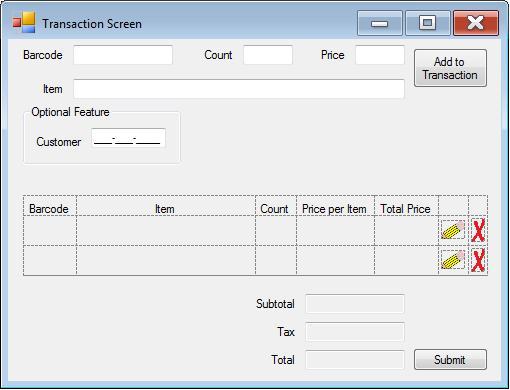 Transaction Screen
Barcode Count Price Add to Transaction
Item
Optional Feature
Customer ___-___-____
Barcode Item Count Price per Item Total Price
Subtotal
Tax
Total Submit